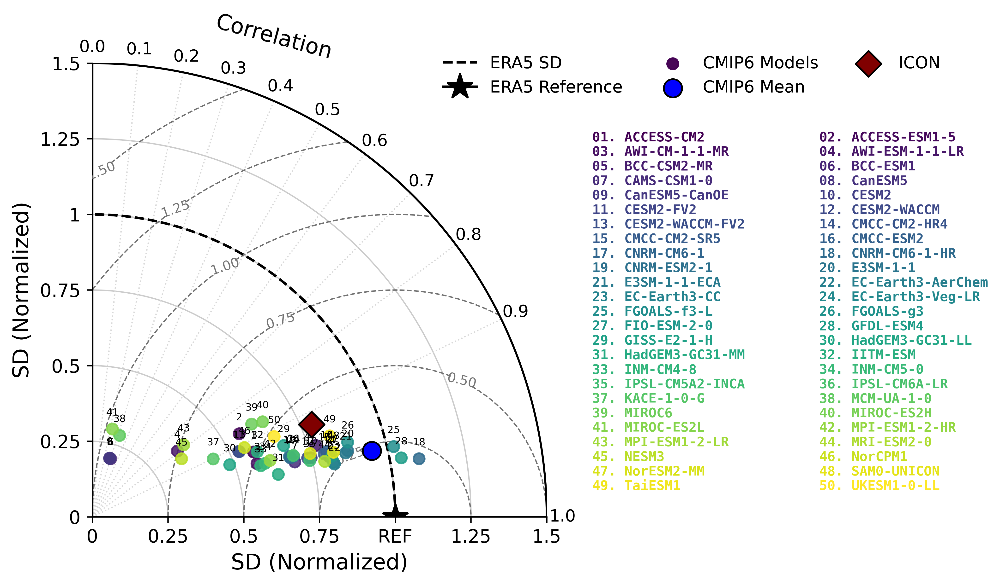 Correlation
0.0
0.1
0.2
0.3
0.4
0.5
0.6
0.7
0.8
0.9
1.0
1.5
1.25
1
0.75
0.5
0.25
0
SD (Normalized)
.50
1.25
1.00
0.75
0.50
ERA5 SD
ERA5 Reference
CMIP6 Models
CMIP6 Mean
ICON
39
40
41
38
2
50
49
43
46
29
26
25
4
45
37
30
42
20
21
28
18
31
7
44
22
0 0.25 0.5 0.75 REF 1.25 1.5
SD (Normalized)
01. ACCESS-CM2 02. ACCESS-ESM1-5
03. AWI-CM-1-1-MR 04. AWI-ESM-1-1-LR
05. BCC-CSM2-MR 06. BCC-ESM1
07. CAMS-CSM1-0 08. CanESM5
09. CanESM5-CanOE 10. CESM2
11. CESM2-FV2 12. CESM2-WACCM
13. CESM2-WACCM-FV2 14. CMCC-CM2-HR4
15. CMCC-CM2-SR5 16. CMCC-ESM2
17. CNRM-CM6-1 18. CNRM-CM6-1-HR
19. CNRM-ESM2-1 20. E3SM-1-1
21. E3SM-1-1-ECA 22. EC-Earth3-AerChem
23. EC-Earth3-CC 24. EC-Earth3-Veg-LR
25. FGOALS-f3-L 26. FGOALS-g3
27. FIO-ESM-2-0 28. GFDL-ESM4
29. GISS-E2-1-H 30. HadGEM3-GC31-LL
31. HadGEM3-GC31-MM 32. IITM-ESM
33. INM-CM4-8 34. INM-CM5-0
35. IPSL-CM5A2-INCA 36. IPSL-CM6A-LR
37. KACE-1-0-G 38. MCM-UA-1-0
39. MIROC6 40. MIROC-ES2H
41. MIROC-ES2L 42. MPI-ESM1-2-HR
43. MPI-ESM-1-2-LR 44. MRI-ESM2-0
45. NESM3 46. NorCPM1
47. NorESM2-MM 48. SAM0-UNICON
49. TaiESM1 50. UKESM1-0-LL